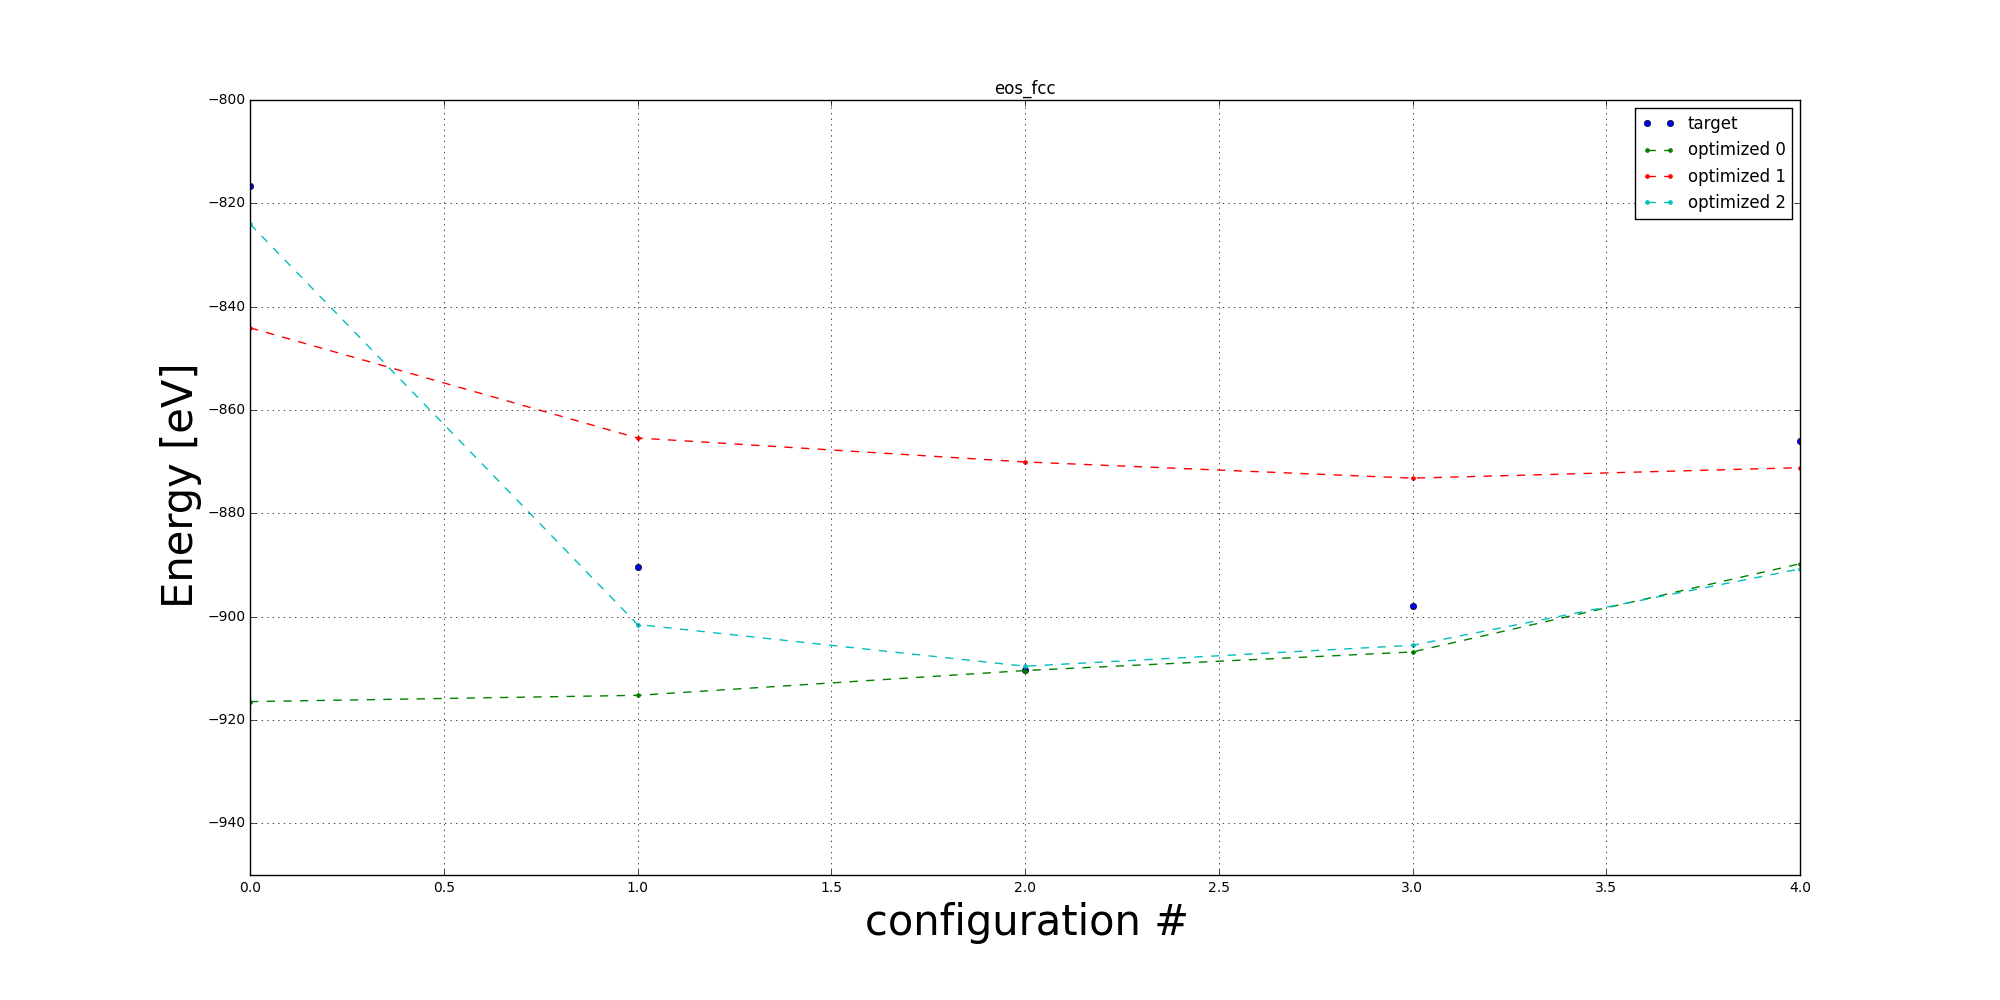 eos_fcc
target
optimized 0
optimized 1
optimized 2
Energy [eV]
−800
−820
−840
−860
−880
−900
−920
−940
0.0 0.5 1.0 1.5 2.0 2.5 3.0 3.5 4.0
configuration #